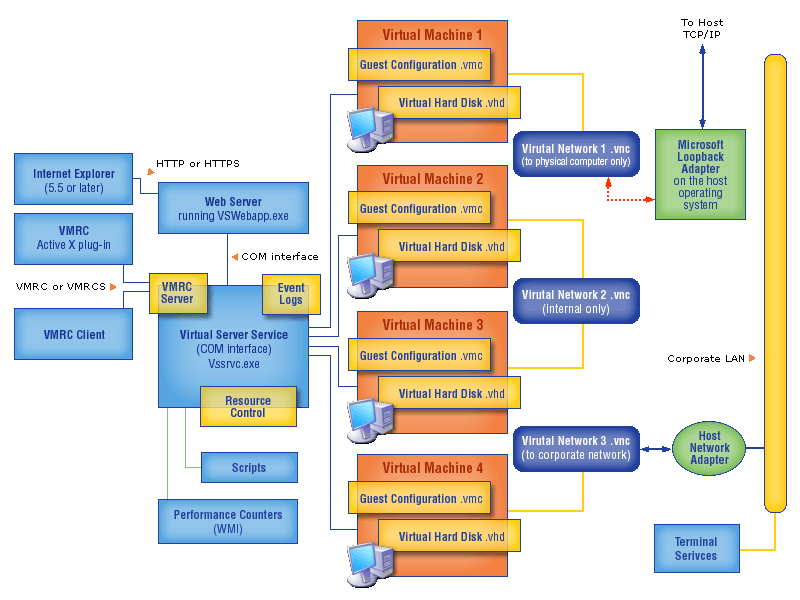 Internet Explorer
(5.5 or later)
HTTP or HTTPS
Web Server
running VSWebapp.exe
VMRC
Active X plug-in
COM interface
VMRC or VMRCS
VMRC Client
VMRC
Server
Event
Logs
Virtual Server Service
(COM interface)
Vssrvc.exe
Resource
Control
Scripts
Performance Counters
(WMI)
Virtual Machine 1
Guest Configuration .vmc
Virtual Hard Disk .vhd
Virtual Machine 2
Guest Configuration .vmc
Virtual Hard Disk .vhd
Virtual Machine 3
Guest Configuration .vmc
Virtual Hard Disk .vhd
Virtual Machine 4
Guest Configuration .vmc
Virtual Hard Disk .vhd
Virutal Network 1 .vnc
(to physical computer only)
Virutal Network 2 .vnc
(internal only)
Virutal Network 3 .vnc
(to corporate network)
To Host
TCP/IP
Microsoft
Loopback
Adapter
on the host
operating
system
Corporate LAN
Host
Network
Adapter
Terminal
Serivces